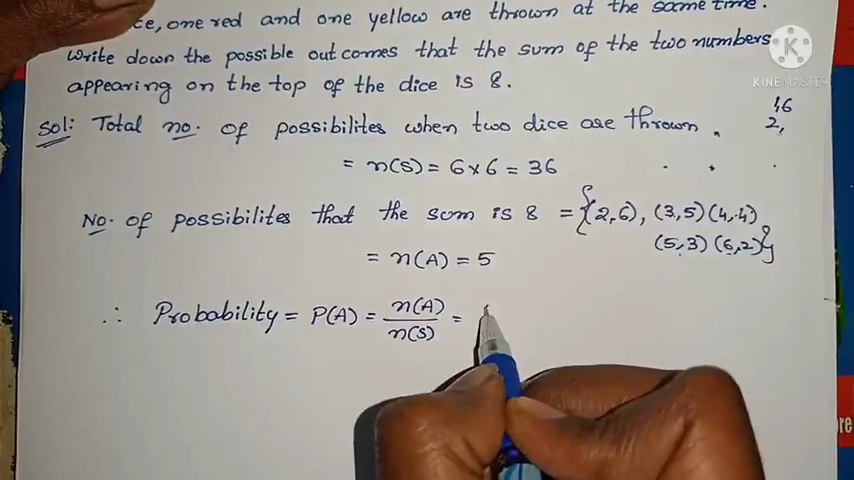 ce, one red and one yellow are thrown at the same time.
Write down the possible outcomes that the sum of the two numbers
appearing on the top of the dice is 8.
Sol: Total no. of possibilites when two dice are thrown.
= n(S) = 6×6 = 36
No. of possibilites that the sum is 8 = {(2,6), (3,5) (4,4)
(5,3) (6,2)}
= n(A) = 5
∴ Probability = P(A) = n(A)/n(S) =
16
2,
KINEMASTER